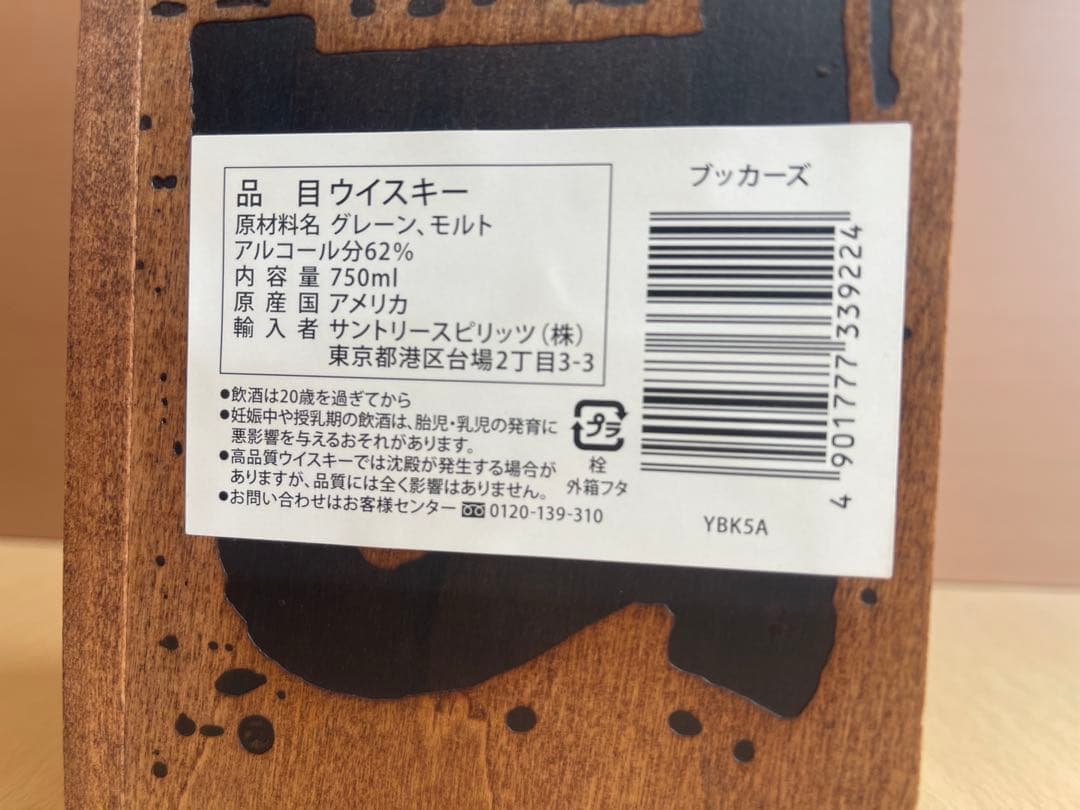 品 目 ウイスキー
原材料名 グレーン、モルト
アルコール分62%
内容量 750ml
原産国 アメリカ
輸入者 サントリースピリッツ(株)
東京都港区台場2丁目3-3
●飲酒は20歳を過ぎてから
●妊娠中や授乳期の飲酒は、胎児・乳児の発育に
悪影響を与えるおそれがあります。
●高品質ウイスキーでは沈殿が発生する場合が
ありますが、品質には全く影響はありません。
●お問い合わせはお客様センター 0120-139-310
プラ
栓
外箱フタ
ブッカーズ
4 901777 339224
YBK5A